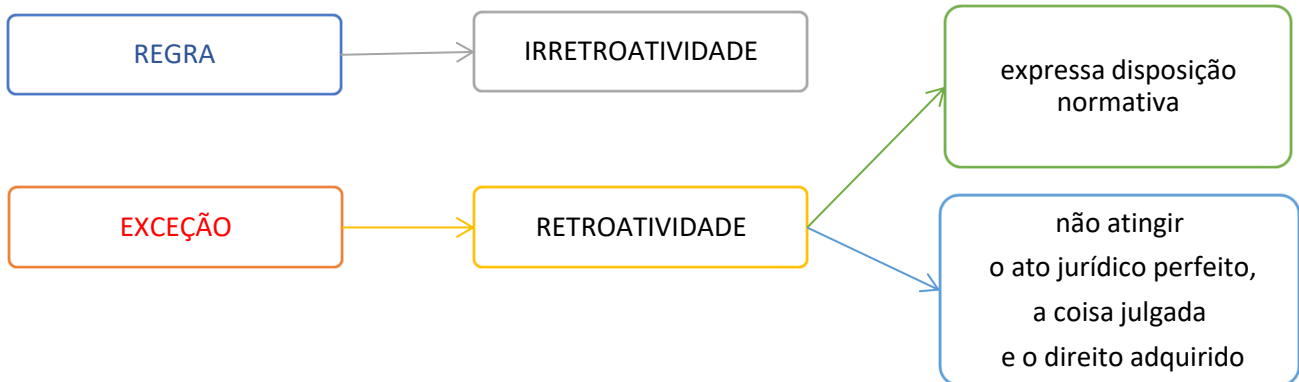 REGRA
IRRETROATIVIDADE
expressa disposição
normativa
EXCEÇÃO
RETROATIVIDADE
não atingir
o ato jurídico perfeito,
a coisa julgada
e o direito adquirido